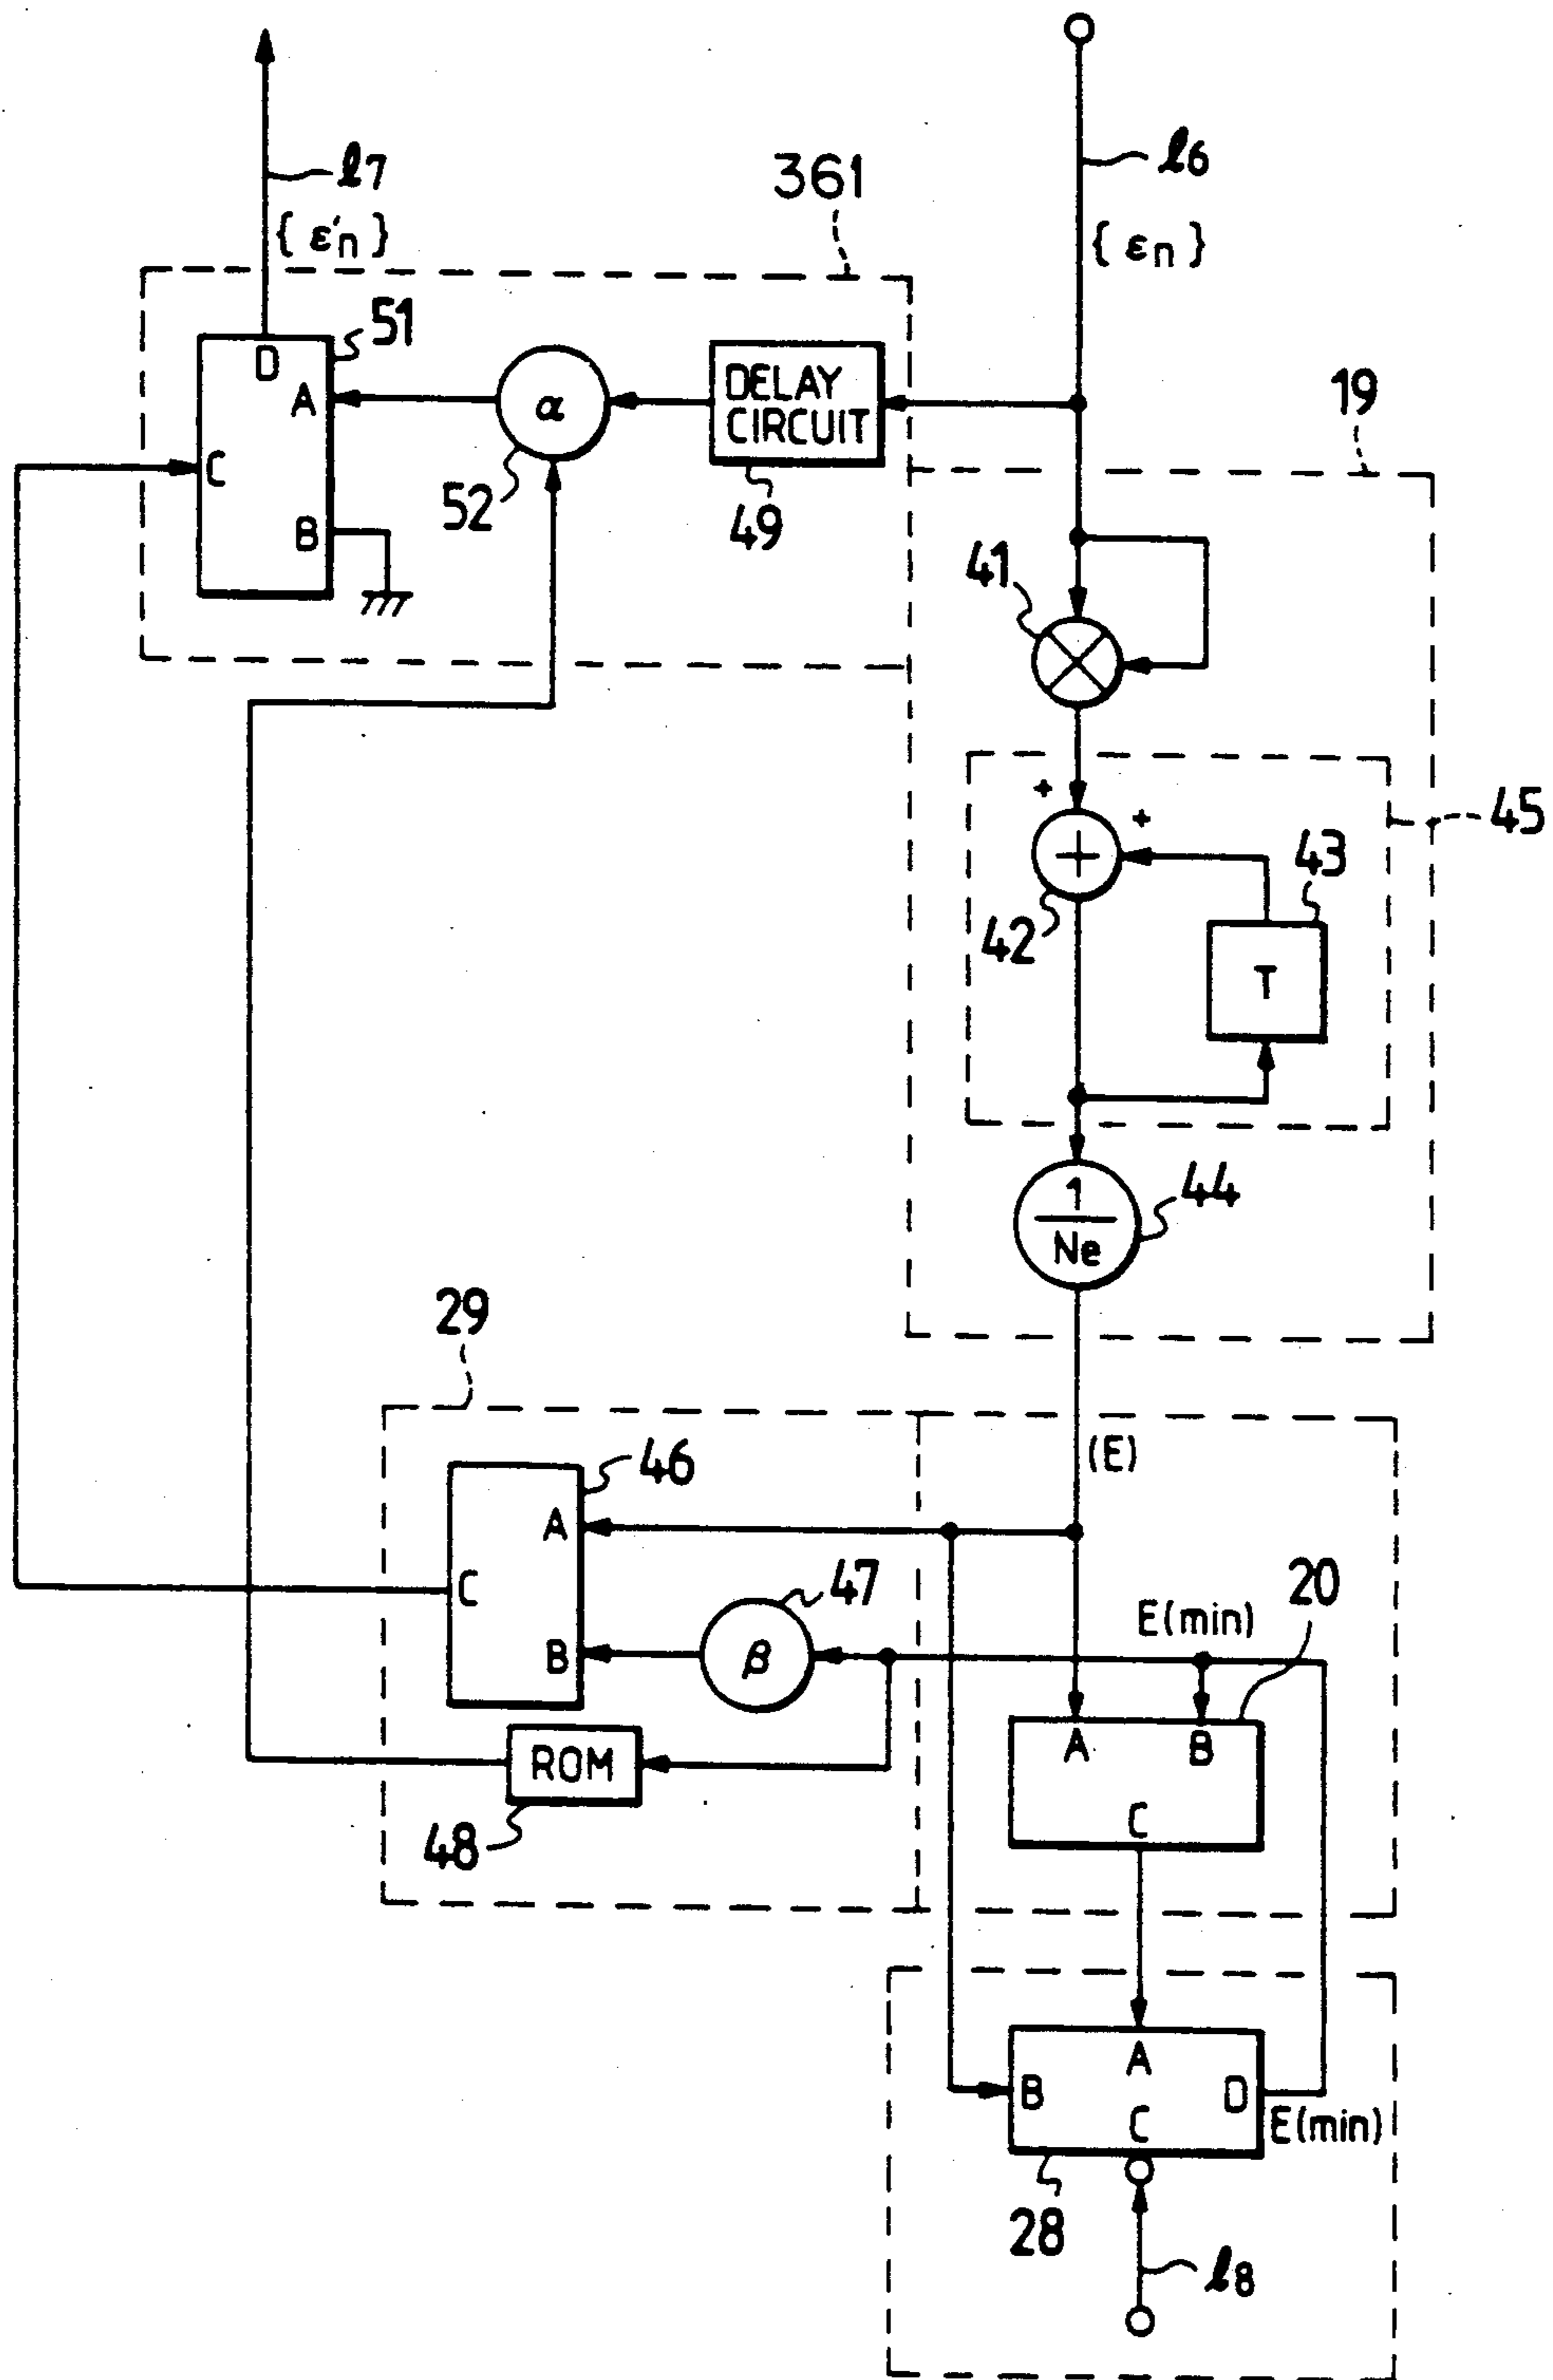 ℓ7
{ ε'n }
361
ℓ6
{ εn }
51
D
A
C
B
α
52
DELAY
CIRCUIT
49
19
41
+
+
+
42
43
T
45
1
Ne
44
29
(E)
46
A
C
B
47
β
E(min)
20
A
B
C
ROM
48
A
B
D
C
E(min)
28
ℓ8